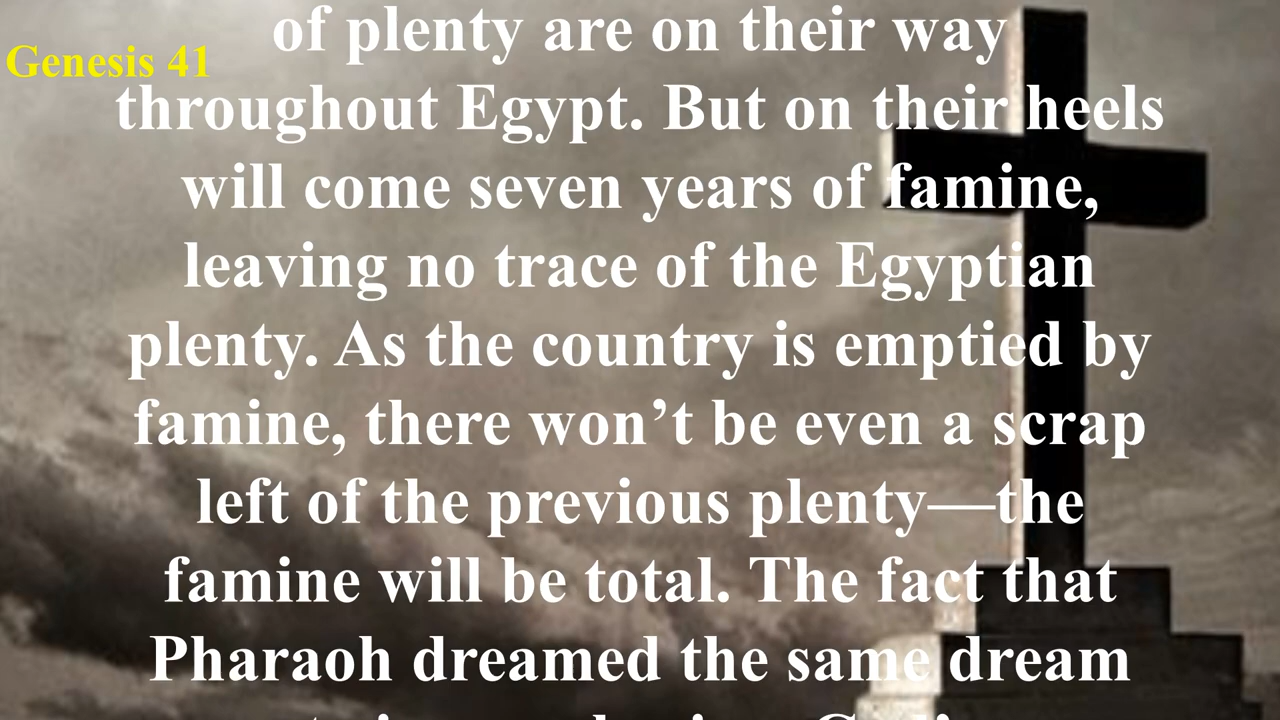 Genesis 41
of plenty are on their way
throughout Egypt. But on their heels
will come seven years of famine,
leaving no trace of the Egyptian
plenty. As the country is emptied by
famine, there won’t be even a scrap
left of the previous plenty—the
famine will be total. The fact that
Pharaoh dreamed the same dream